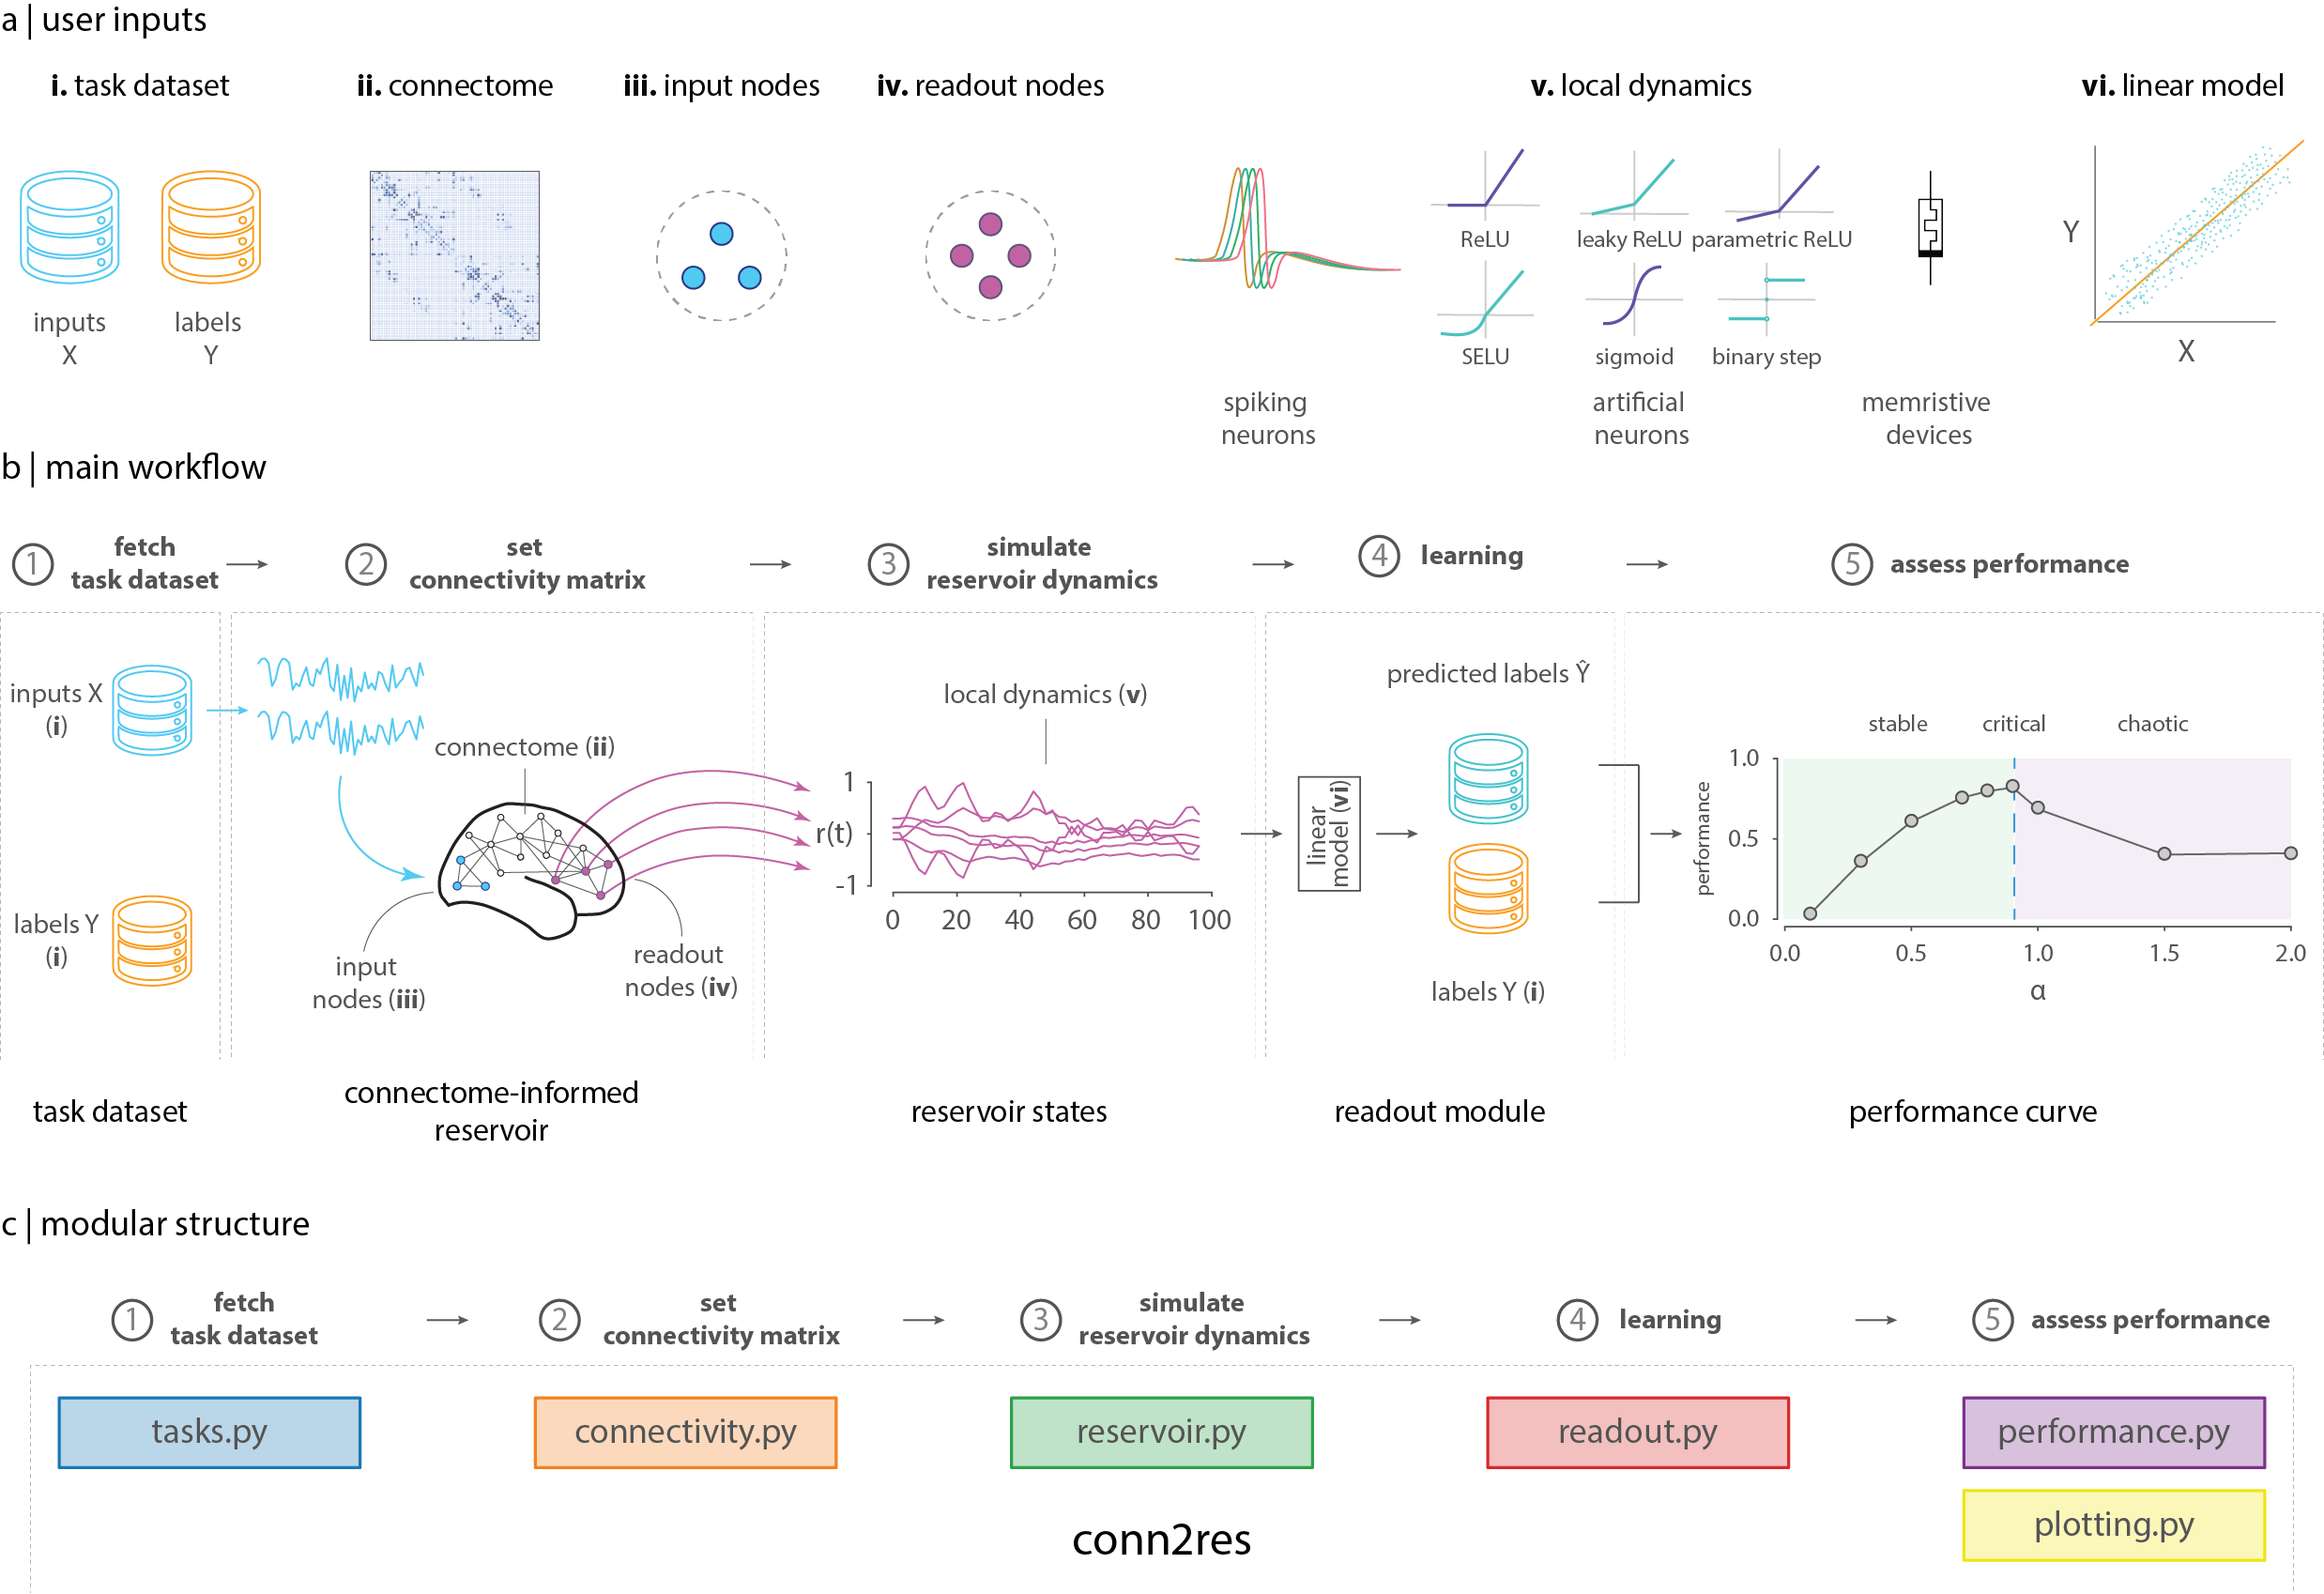 a | user inputs
i. task dataset
ii. connectome
iii. input nodes
iv. readout nodes
v. local dynamics
vi. linear model
inputs
X
labels
Y
ReLU
leaky ReLU
parametric ReLU
SELU
sigmoid
binary step
spiking
neurons
artificial
neurons
memristive
devices
Y
X
b | main workflow
1 fetch
task dataset
2 set
connectivity matrix
3 simulate
reservoir dynamics
4 learning
5 assess performance
inputs X
(i)
labels Y
(i)
connectome (ii)
input
nodes (iii)
readout
nodes (iv)
local dynamics (v)
1
r(t)
-1
0 20 40 60 80 100
linear
model (vi)
predicted labels Ŷ
labels Y (i)
stable critical chaotic
performance
1.0
0.5
0.0
0.0 0.5 1.0 1.5 2.0
α
task dataset
connectome-informed
reservoir
reservoir states
readout module
performance curve
c | modular structure
1 fetch
task dataset
2 set
connectivity matrix
3 simulate
reservoir dynamics
4 learning
5 assess performance
tasks.py
connectivity.py
reservoir.py
readout.py
performance.py
plotting.py
conn2res